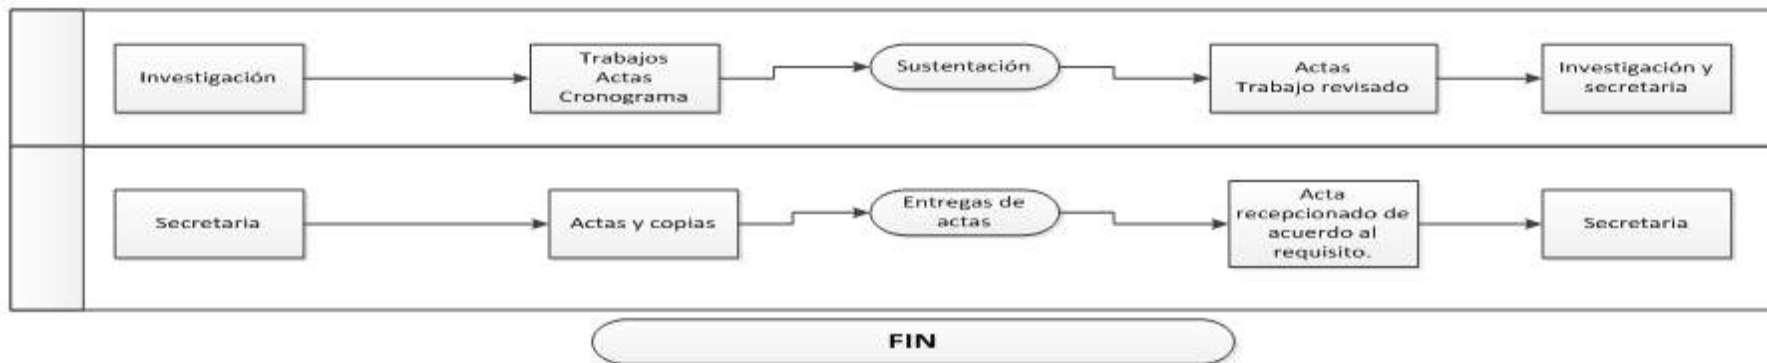 Investigación
Trabajos
Actas
Cronograma
Sustentación
Actas
Trabajo revisado
Investigación y
secretaria
Secretaria
Actas y copias
Entregas de
actas
Acta
recepcionado de
acuerdo al
requisito.
Secretaria
FIN